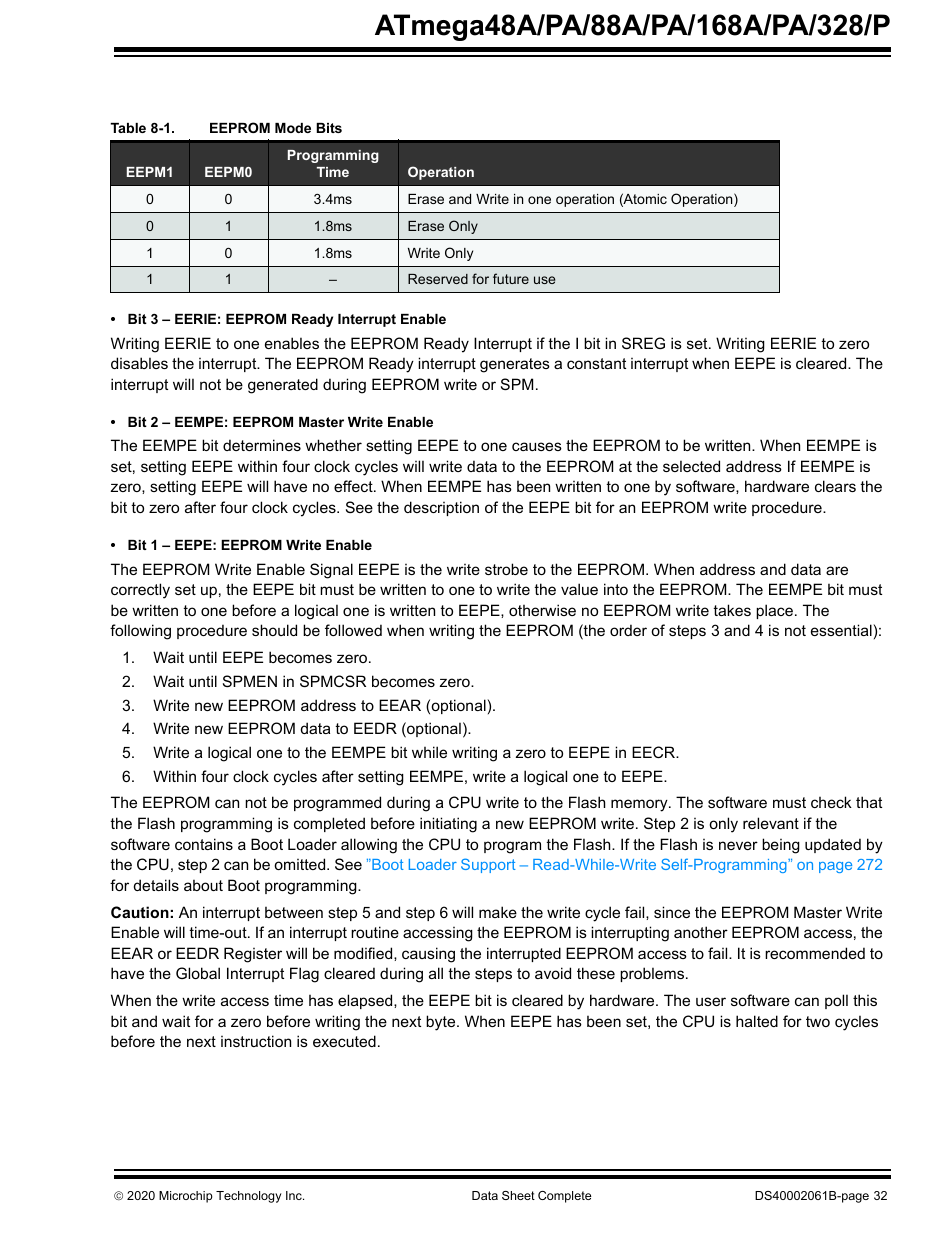 ATmega48A/PA/88A/PA/168A/PA/328/P
Table 8-1. EEPROM Mode Bits
EEPM1 EEPM0 Programming Time Operation
0 0 3.4ms Erase and Write in one operation (Atomic Operation)
0 1 1.8ms Erase Only
1 0 1.8ms Write Only
1 1 – Reserved for future use
• Bit 3 – EERIE: EEPROM Ready Interrupt Enable
Writing EERIE to one enables the EEPROM Ready Interrupt if the I bit in SREG is set. Writing EERIE to zero
disables the interrupt. The EEPROM Ready interrupt generates a constant interrupt when EEPE is cleared. The
interrupt will not be generated during EEPROM write or SPM.
• Bit 2 – EEMPE: EEPROM Master Write Enable
The EEMPE bit determines whether setting EEPE to one causes the EEPROM to be written. When EEMPE is
set, setting EEPE within four clock cycles will write data to the EEPROM at the selected address If EEMPE is
zero, setting EEPE will have no effect. When EEMPE has been written to one by software, hardware clears the
bit to zero after four clock cycles. See the description of the EEPE bit for an EEPROM write procedure.
• Bit 1 – EEPE: EEPROM Write Enable
The EEPROM Write Enable Signal EEPE is the write strobe to the EEPROM. When address and data are
correctly set up, the EEPE bit must be written to one to write the value into the EEPROM. The EEMPE bit must
be written to one before a logical one is written to EEPE, otherwise no EEPROM write takes place. The
following procedure should be followed when writing the EEPROM (the order of steps 3 and 4 is not essential):
1. Wait until EEPE becomes zero.
2. Wait until SPMEN in SPMCSR becomes zero.
3. Write new EEPROM address to EEAR (optional).
4. Write new EEPROM data to EEDR (optional).
5. Write a logical one to the EEMPE bit while writing a zero to EEPE in EECR.
6. Within four clock cycles after setting EEMPE, write a logical one to EEPE.
The EEPROM can not be programmed during a CPU write to the Flash memory. The software must check that
the Flash programming is completed before initiating a new EEPROM write. Step 2 is only relevant if the
software contains a Boot Loader allowing the CPU to program the Flash. If the Flash is never being updated by
the CPU, step 2 can be omitted. See ”Boot Loader Support – Read-While-Write Self-Programming” on page 272
for details about Boot programming.
Caution: An interrupt between step 5 and step 6 will make the write cycle fail, since the EEPROM Master Write
Enable will time-out. If an interrupt routine accessing the EEPROM is interrupting another EEPROM access, the
EEAR or EEDR Register will be modified, causing the interrupted EEPROM access to fail. It is recommended to
have the Global Interrupt Flag cleared during all the steps to avoid these problems.
When the write access time has elapsed, the EEPE bit is cleared by hardware. The user software can poll this
bit and wait for a zero before writing the next byte. When EEPE has been set, the CPU is halted for two cycles
before the next instruction is executed.
© 2020 Microchip Technology Inc. Data Sheet Complete DS40002061B-page 32